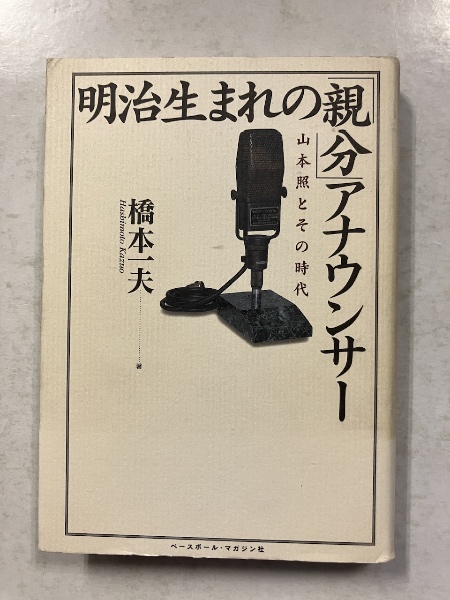 明治生まれの「親分」アナウンサー
山本照とその時代
橋本一夫
Hashimoto Kazuo
著
ベースボール・マガジン社